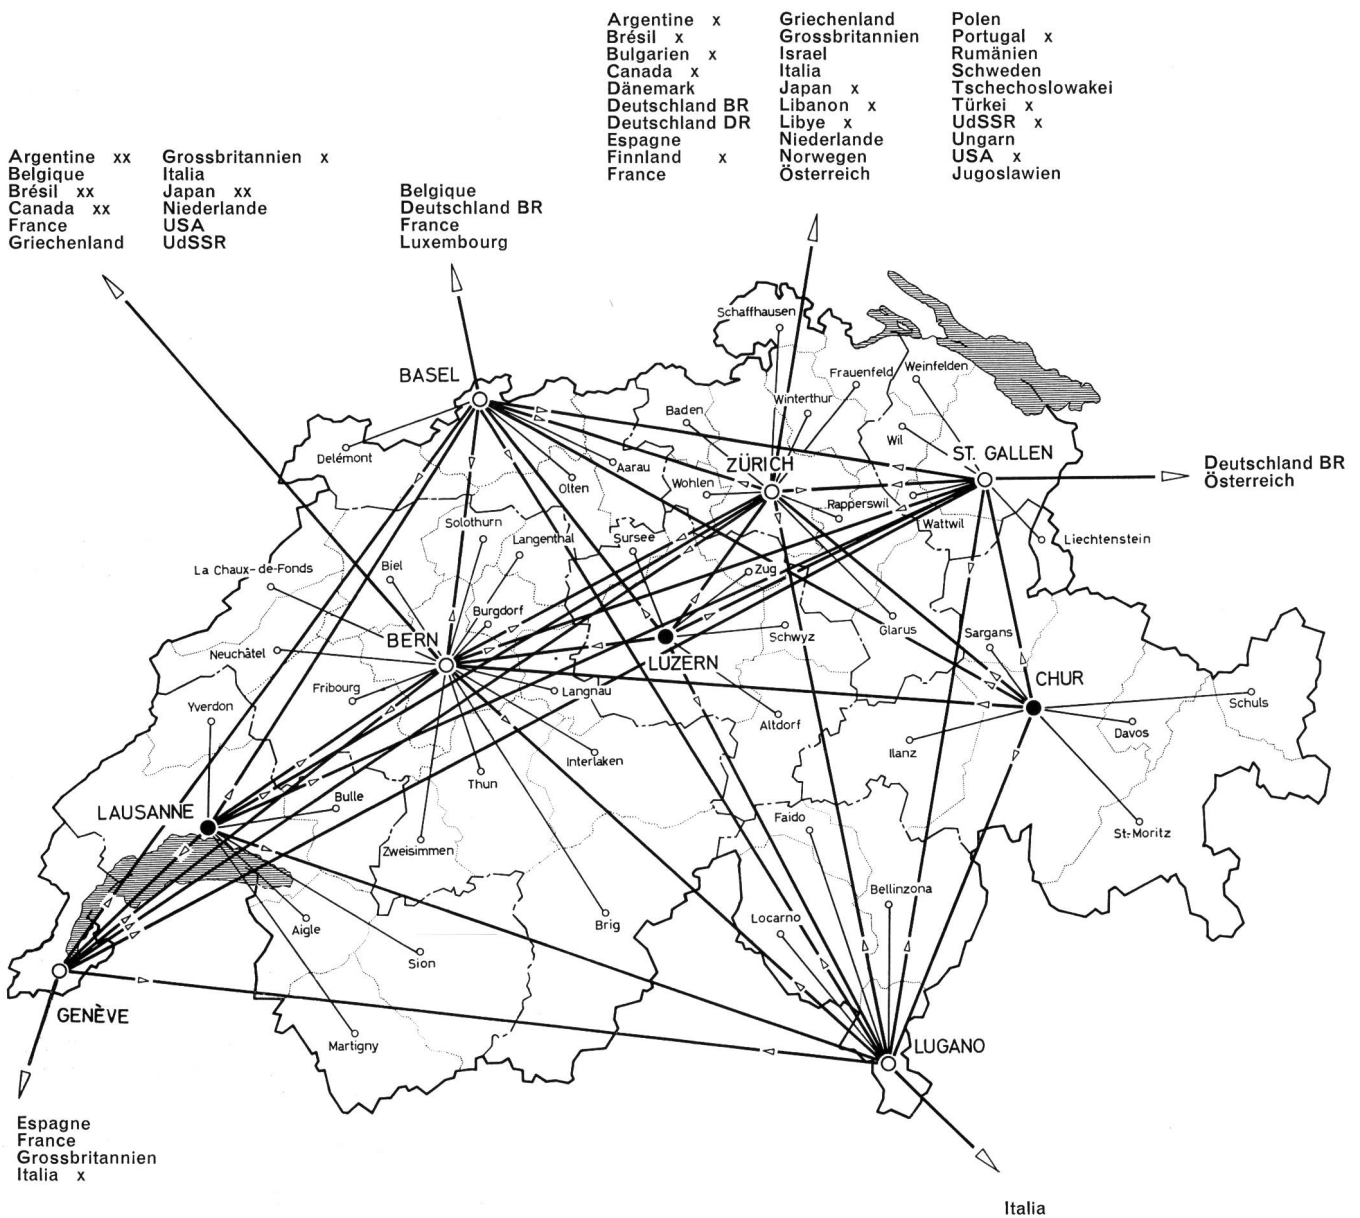 Argentine x Griechenland Polen
Brésil x Grossbritannien Portugal x
Bulgarien x Israel Rumänien
Canada x Italia Schweden
Dänemark Japan x Tschechoslowakei
Deutschland BR Libanon x Türkei x
Deutschland DR Libye x UdSSR x
Espagne Niederlande Ungarn
Finnland x Norwegen USA x
France Österreich Jugoslawien
Argentine xx Grossbritannien x
Belgique Italia
Brésil xx Japan xx
Canada xx Niederlande
France USA
Griechenland UdSSR
Belgique
Deutschland BR
France
Luxembourg
Schaffhausen
BASEL
Frauenfeld
Weinfelden
Winterthur
Baden
Wil
Delémont
Aarau
ZÜRICH
ST. GALLEN
Deutschland BR
Österreich
Olten
Wohlen
Rapperswil
Wattwil
Solothurn
Langenthal
Sursee
Liechtenstein
La Chaux-de-Fonds
Biel
Zug
Burgdorf
BERN
Schwyz
Glarus
Sargans
Neuchâtel
LUZERN
CHUR
Fribourg
Langnau
Yverdon
Altdorf
Schuls
Davos
Ilanz
Interlaken
Thun
Bulle
LAUSANNE
Faido
St.-Moritz
Zweisimmen
Bellinzona
Locarno
Aigle
Brig
Sion
GENÈVE
Martigny
LUGANO
Espagne
France
Grossbritannien
Italia x
Italia